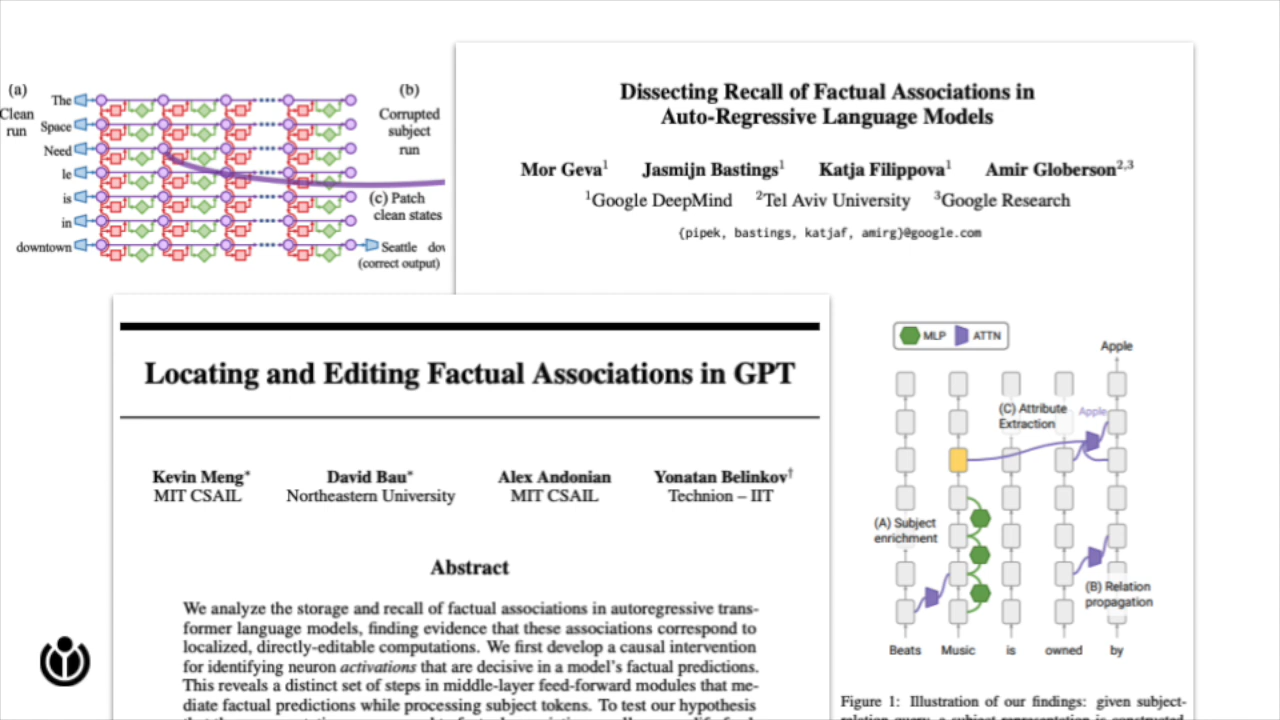 (a)
Clean
run
The
Space
Need
le
is
in
downtown
(b)
Corrupted
subject
run
(c) Patch
clean states
Seattle
(correct output)
Dissecting Recall of Factual Associations in
Auto-Regressive Language Models
Mor Geva¹ Jasmijn Bastings¹ Katja Filippova¹ Amir Globerson²,³
¹Google DeepMind ²Tel Aviv University ³Google Research
{pipek, bastings, katjaf, amirg}@google.com
Locating and Editing Factual Associations in GPT
Kevin Meng* David Bau* Alex Andonian Yonatan Belinkov†
MIT CSAIL Northeastern University MIT CSAIL Technion – IIT
Abstract
We analyze the storage and recall of factual associations in autoregressive trans-
former language models, finding evidence that these associations correspond to
localized, directly-editable computations. We first develop a causal intervention
for identifying neuron activations that are decisive in a model's factual predictions.
This reveals a distinct set of steps in middle-layer feed-forward modules that me-
diate factual predictions while processing subject tokens. To test our hypothesis
MLP ATTN
Apple
(C) Attribute
Extraction
Apple
(A) Subject
enrichment
(B) Relation
propagation
Beats Music is owned by
Figure 1: Illustration of our findings: given subject-